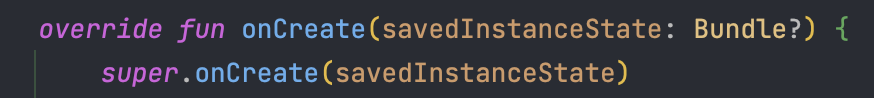 override fun onCreate(savedInstanceState: Bundle?) {
super.onCreate(savedInstanceState)